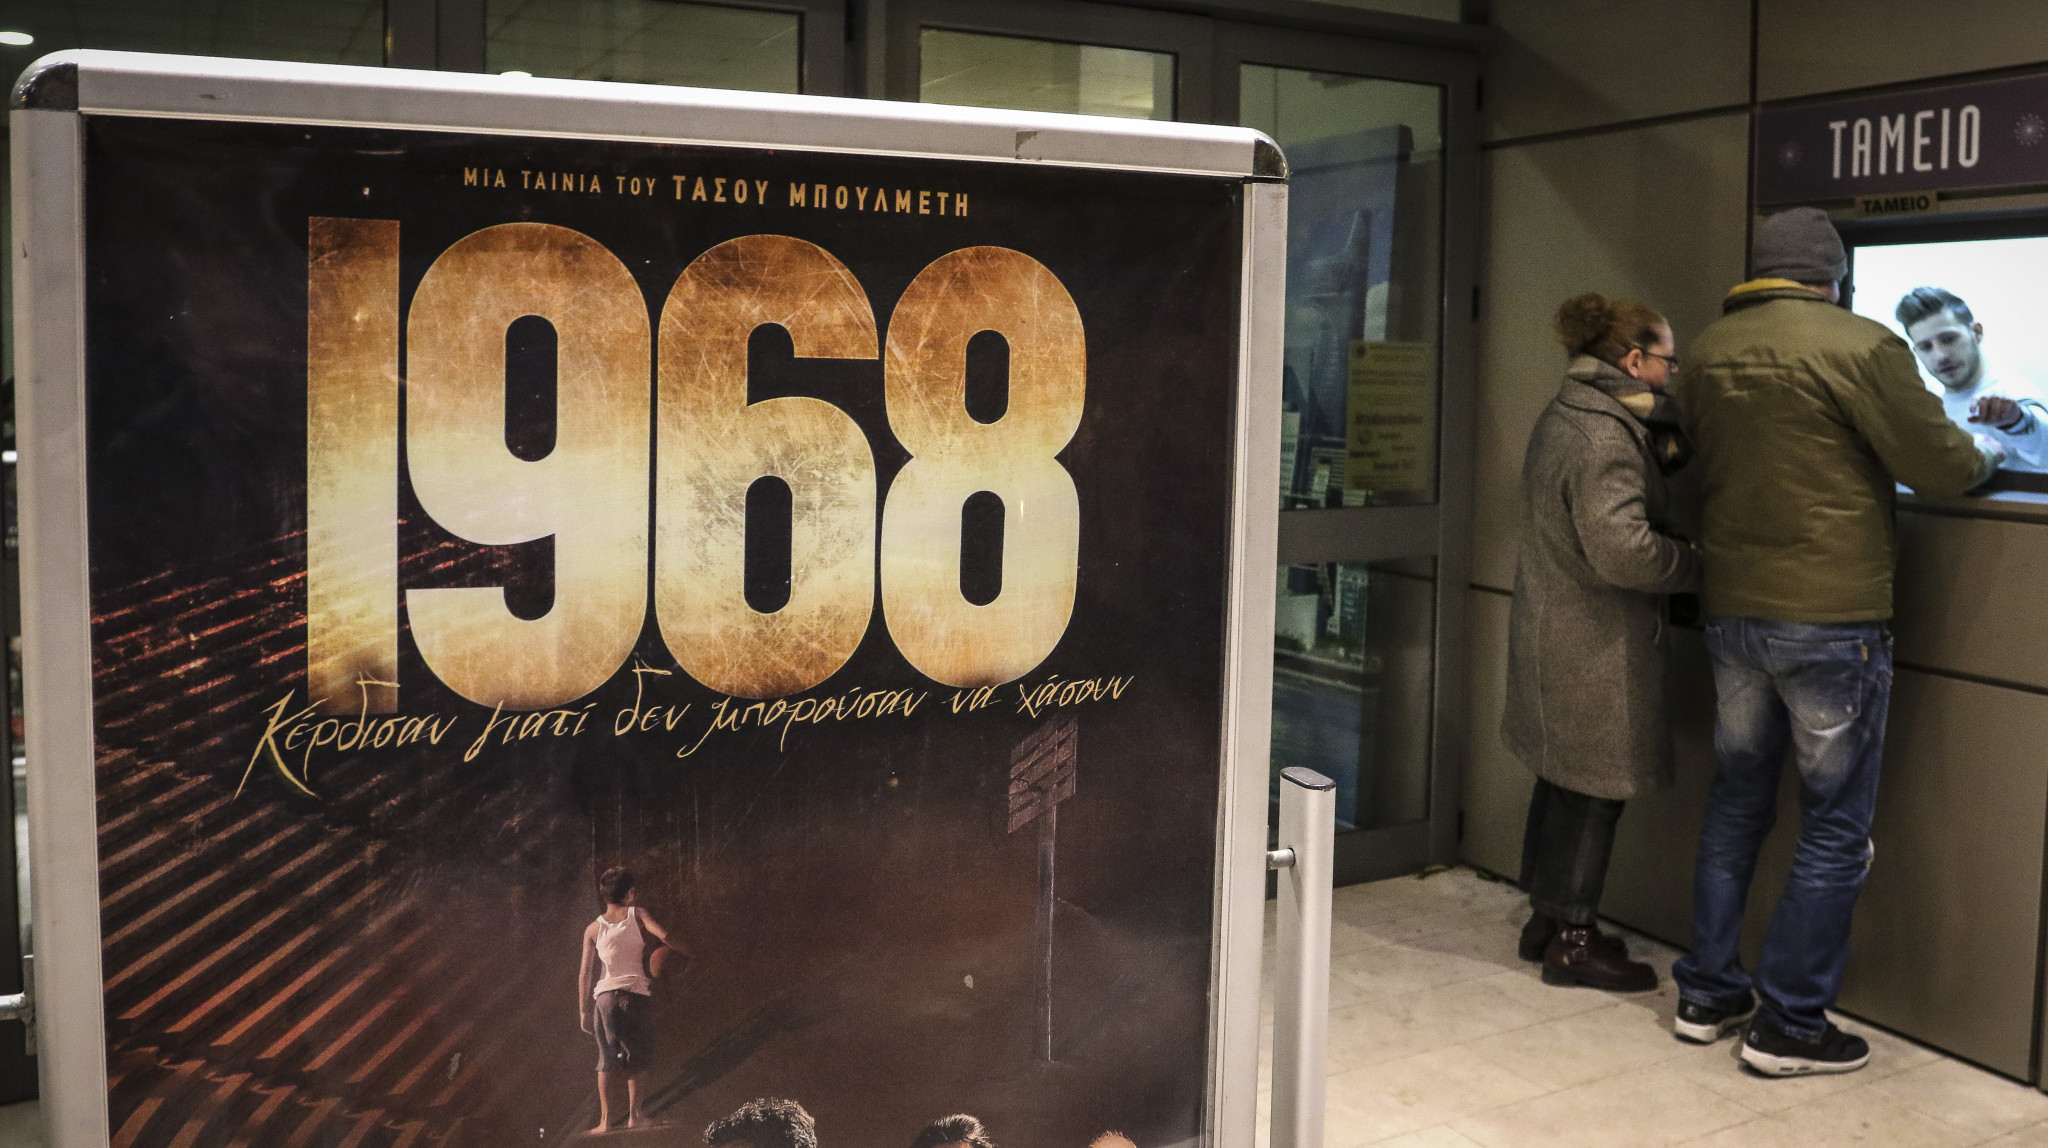 ΜΙΑ ΤΑΙΝΙΑ ΤΟΥ ΤΑΣΟΥ ΜΠΟΥΛΜΕΤΗ
1968
Κέρδισαν γιατί δεν μπορούσαν να χάσουν
ΤΑΜΕΙΟ
ΤΑΜΕΙΟ